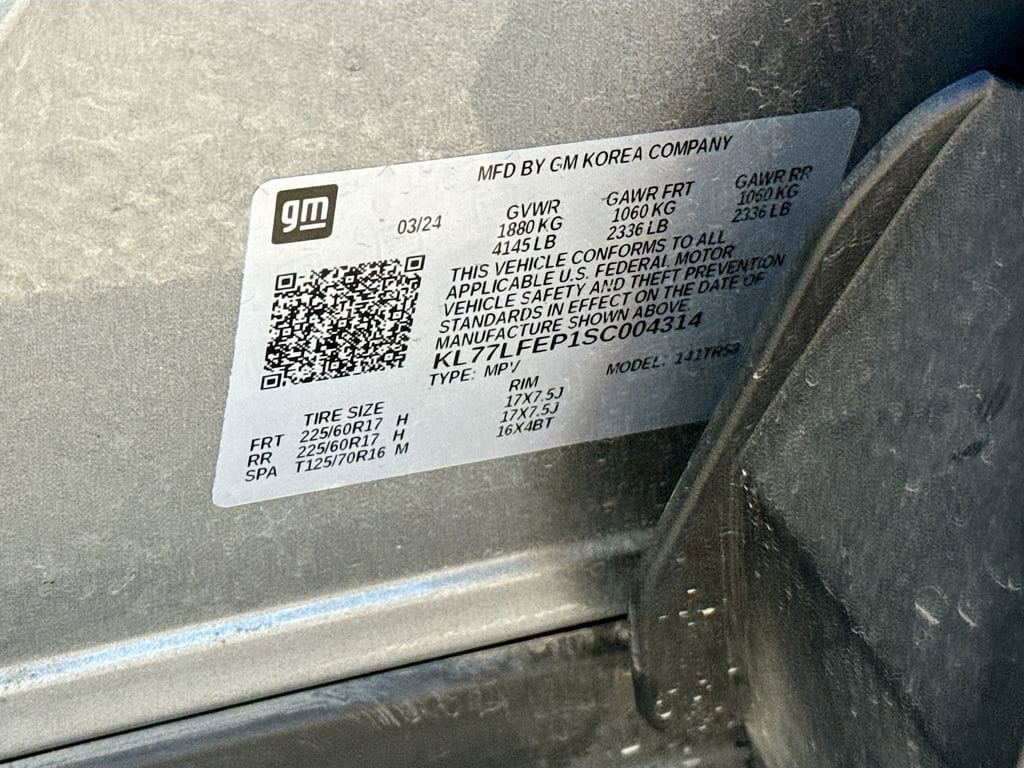 gm
MFD BY GM KOREA COMPANY
03/24
GVWR GAWR FRT GAWR RR
1880 KG 1060 KG 1060 KG
4145 LB 2336 LB 2336 LB
THIS VEHICLE CONFORMS TO ALL
APPLICABLE U.S. FEDERAL MOTOR
VEHICLE SAFETY AND THEFT PREVENTION
STANDARDS IN EFFECT ON THE DATE OF
MANUFACTURE SHOWN ABOVE
KL77LFEP1SC004314
TYPE: MPV MODEL: 141TR58
TIRE SIZE RIM
FRT 225/60R17 H 17X7.5J
RR 225/60R17 H 17X7.5J
SPA T125/70R16 M 16X4BT